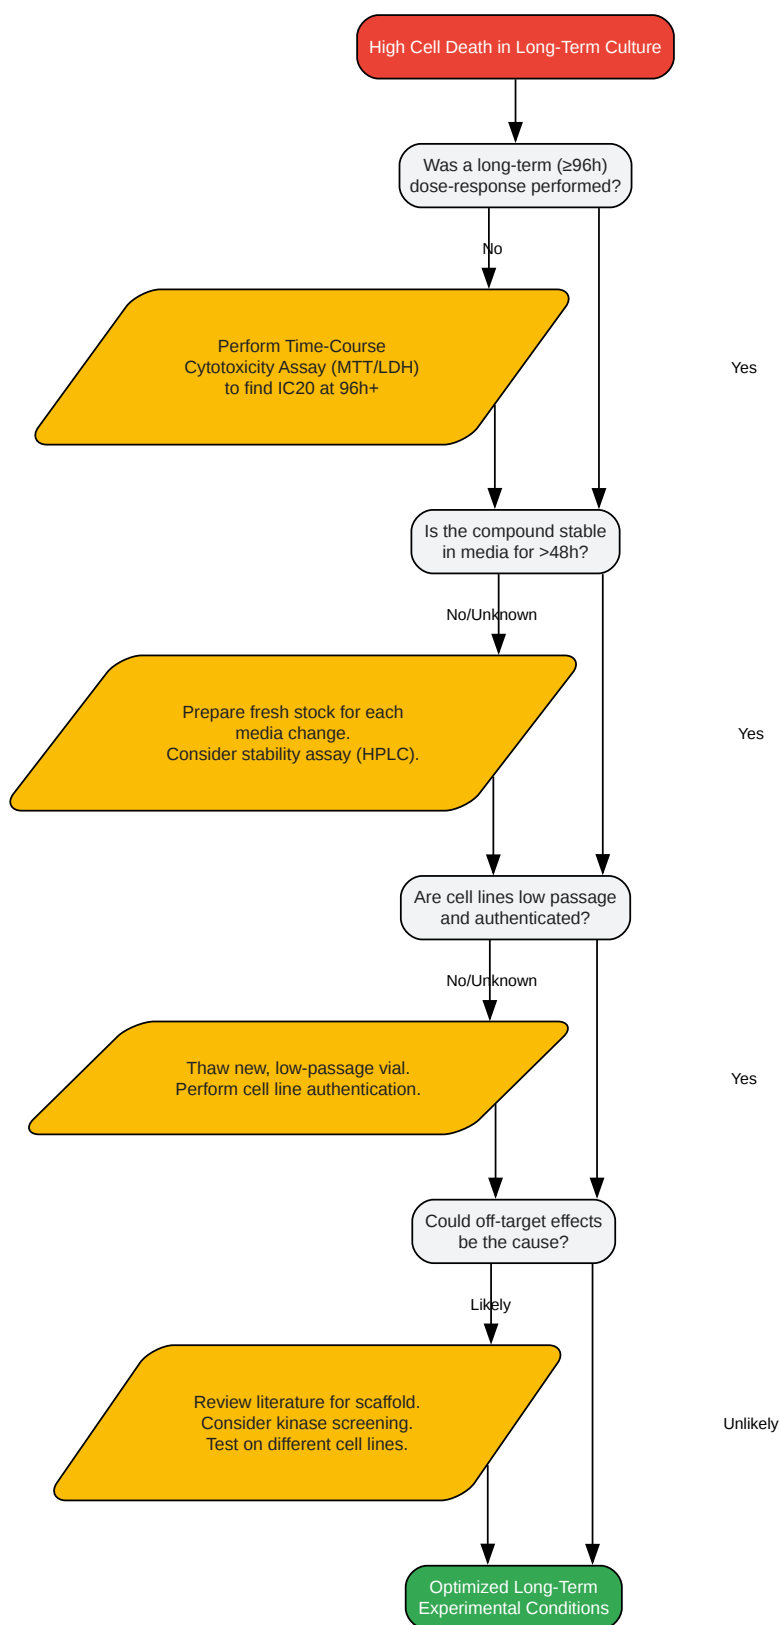 High Cell Death in Long-Term Culture
Was a long-term (≥96h)
dose-response performed?
No
Perform Time-Course
Cytotoxicity Assay (MTT/LDH)
to find IC20 at 96h+
Yes
Is the compound stable
in media for >48h?
No/Unknown
Prepare fresh stock for each
media change.
Consider stability assay (HPLC).
Yes
Are cell lines low passage
and authenticated?
No/Unknown
Thaw new, low-passage vial.
Perform cell line authentication.
Yes
Could off-target effects
be the cause?
Likely
Review literature for scaffold.
Consider kinase screening.
Test on different cell lines.
Unlikely
Optimized Long-Term
Experimental Conditions